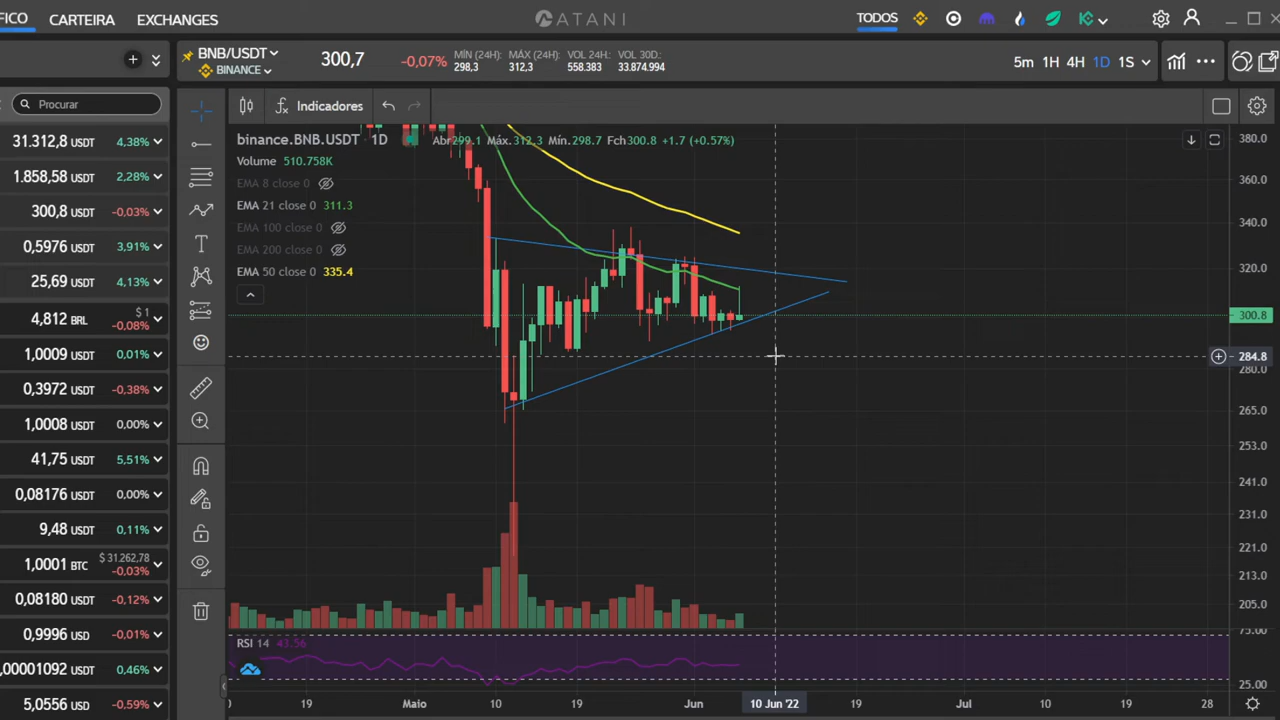 FICO CARTEIRA EXCHANGES
ATANI
TODOS
BNB/USDT
BINANCE
300,7
-0,07%
MÍN (24H): 298,3
MÁX (24H): 312,3
VOL 24H: 558.383
VOL 30D: 33.874.994
5m 1H 4H 1D 1S
Procurar
Indicadores
31.312,8 USDT 4,38%
1.858,58 USDT 2,28%
300,8 USDT -0,03%
0,5976 USDT 3,91%
25,69 USDT 4,13%
4,812 BRL $ 1 -0,08%
1,0009 USDT 0,01%
0,3972 USDT -0,38%
1,0008 USDT 0,00%
41,75 USDT 5,51%
0,08176 USDT 0,00%
9,48 USDT 0,11%
1,0001 BTC $ 31.262,78 -0,03%
0,08180 USDT -0,12%
0,9996 USD -0,01%
,00001092 USDT 0,46%
5,0556 USD -0,59%
binance.BNB.USDT 1D
Abr299.1 Máx.312.3 Mín.298.7 Fch300.8 +1.7 (+0.57%)
Volume 510.758K
EMA 8 close 0
EMA 21 close 0 311.3
EMA 100 close 0
EMA 200 close 0
EMA 50 close 0 335.4
380.0
360.0
340.0
320.0
300.8
284.8
280.0
265.0
253.0
241.0
231.0
221.0
213.0
205.0
75.00
25.00
RSI 14 43.56
19 Maio 10 19 Jun 10 Jun '22 19 Jul 10 19 28